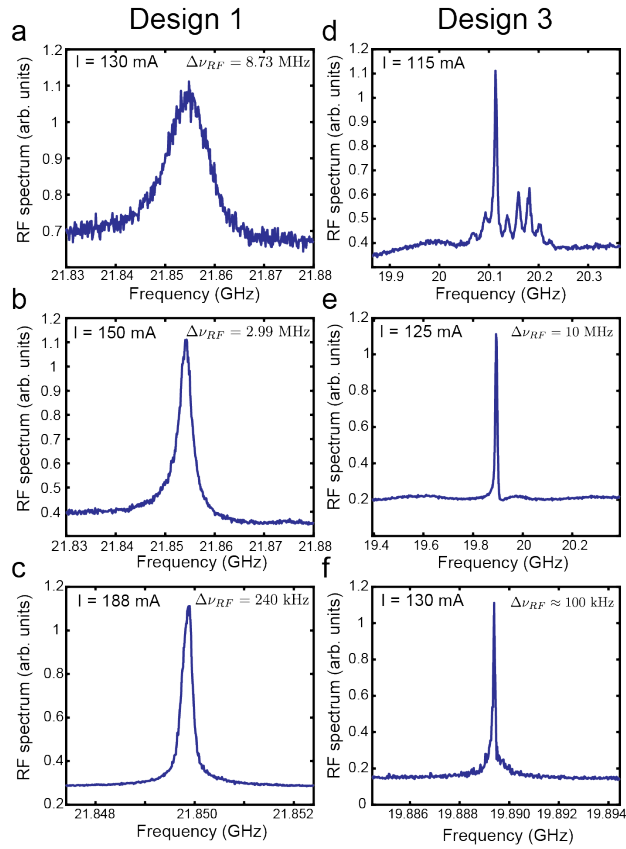 Design 1
Design 3
a
I = 130 mA
Δν_RF = 8.73 MHz
RF spectrum (arb. units)
1.2
1.1
1
0.9
0.8
0.7
0.6
21.83 21.84 21.85 21.86 21.87 21.88
Frequency (GHz)
d
I = 115 mA
RF spectrum (arb. units)
1.2
1.1
1
0.9
0.8
0.7
0.6
0.5
0.4
0.3
19.9 20 20.1 20.2 20.3
Frequency (GHz)
b
I = 150 mA
Δν_RF = 2.99 MHz
RF spectrum (arb. units)
1.2
1.1
1
0.9
0.8
0.7
0.6
0.5
0.4
0.3
21.83 21.84 21.85 21.86 21.87 21.88
Frequency (GHz)
e
I = 125 mA
Δν_RF = 10 MHz
RF spectrum (arb. units)
1.2
1
0.8
0.6
0.4
0.2
0
19.4 19.6 19.8 20 20.2
Frequency (GHz)
c
I = 188 mA
Δν_RF = 240 kHz
RF spectrum (arb. units)
1.2
1
0.8
0.6
0.4
0.2
21.848 21.850 21.852
Frequency (GHz)
f
I = 130 mA
Δν_RF ≈ 100 kHz
RF spectrum (arb. units)
1.2
1
0.8
0.6
0.4
0.2
0
19.886 19.888 19.890 19.892 19.894
Frequency (GHz)